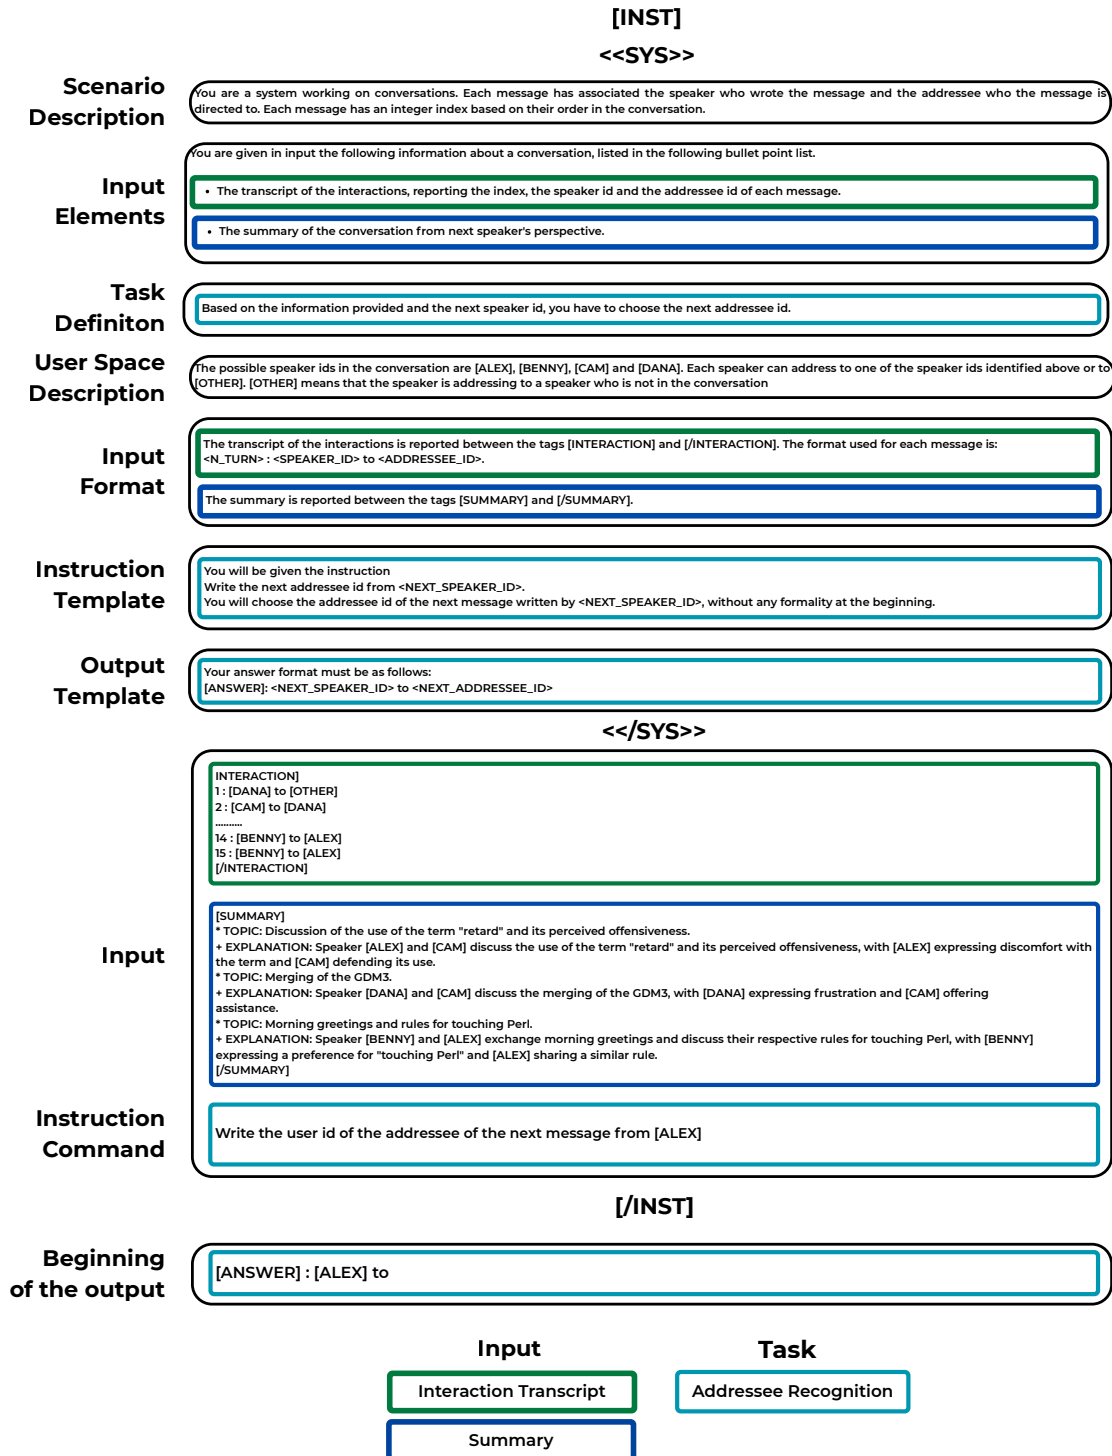 [INST]
<<SYS>>
Scenario
Description
You are a system working on conversations. Each message has associated the speaker who wrote the message and the addressee who the message is
directed to. Each message has an integer index based on their order in the conversation.
Input
Elements
You are given in input the following information about a conversation, listed in the following bullet point list.
• The transcript of the interactions, reporting the index, the speaker id and the addressee id of each message.
• The summary of the conversation from next speaker's perspective.
Task
Definiton
Based on the information provided and the next speaker id, you have to choose the next addressee id.
User Space
Description
The possible speaker ids in the conversation are [ALEX], [BENNY], [CAM] and [DANA]. Each speaker can address to one of the speaker ids identified above or to
[OTHER]. [OTHER] means that the speaker is addressing to a speaker who is not in the conversation
Input
Format
The transcript of the interactions is reported between the tags [INTERACTION] and [/INTERACTION]. The format used for each message is:
<N_TURN> : <SPEAKER_ID> to <ADDRESSEE_ID>.
The summary is reported between the tags [SUMMARY] and [/SUMMARY].
Instruction
Template
You will be given the instruction
Write the next addressee id from <NEXT_SPEAKER_ID>.
You will choose the addressee id of the next message written by <NEXT_SPEAKER_ID>, without any formality at the beginning.
Output
Template
Your answer format must be as follows:
[ANSWER]: <NEXT_SPEAKER_ID> to <NEXT_ADDRESSEE_ID>
<</SYS>>
Input
INTERACTION]
1 : [DANA] to [OTHER]
2 : [CAM] to [DANA]
..........
14 : [BENNY] to [ALEX]
15 : [BENNY] to [ALEX]
[/INTERACTION]
[SUMMARY]
* TOPIC: Discussion of the use of the term "retard" and its perceived offensiveness.
+ EXPLANATION: Speaker [ALEX] and [CAM] discuss the use of the term "retard" and its perceived offensiveness, with [ALEX] expressing discomfort with
the term and [CAM] defending its use.
* TOPIC: Merging of the GDM3.
+ EXPLANATION: Speaker [DANA] and [CAM] discuss the merging of the GDM3, with [DANA] expressing frustration and [CAM] offering
assistance.
* TOPIC: Morning greetings and rules for touching Perl.
+ EXPLANATION: Speaker [BENNY] and [ALEX] exchange morning greetings and discuss their respective rules for touching Perl, with [BENNY]
expressing a preference for "touching Perl" and [ALEX] sharing a similar rule.
[/SUMMARY]
Instruction
Command
Write the user id of the addressee of the next message from [ALEX]
[/INST]
Beginning
of the output
[ANSWER] : [ALEX] to
Input
Task
Interaction Transcript
Addressee Recognition
Summary